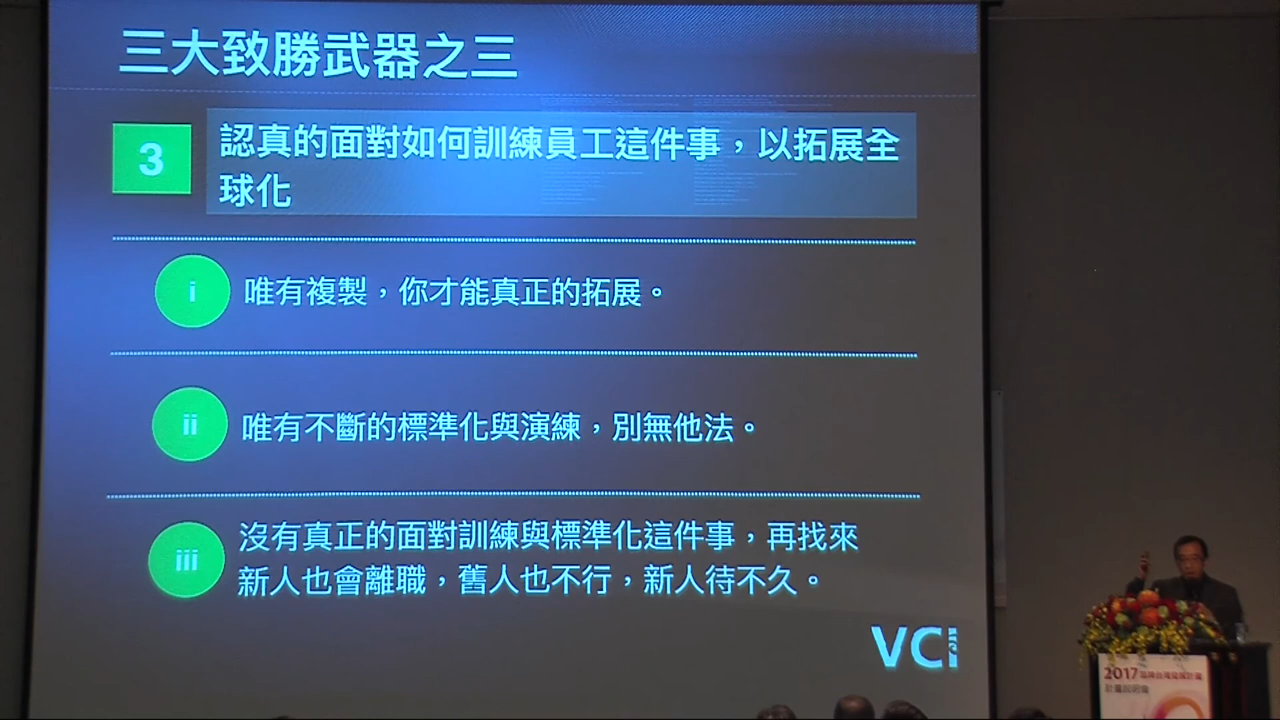 三大致勝武器之三
3
認真的面對如何訓練員工這件事，以拓展全
球化
i
唯有複製，你才能真正的拓展。
ii
唯有不斷的標準化與演練，別無他法。
iii
沒有真正的面對訓練與標準化這件事，再找來
新人也會離職，舊人也不行，新人待不久。
VCI
2017
計畫說明會